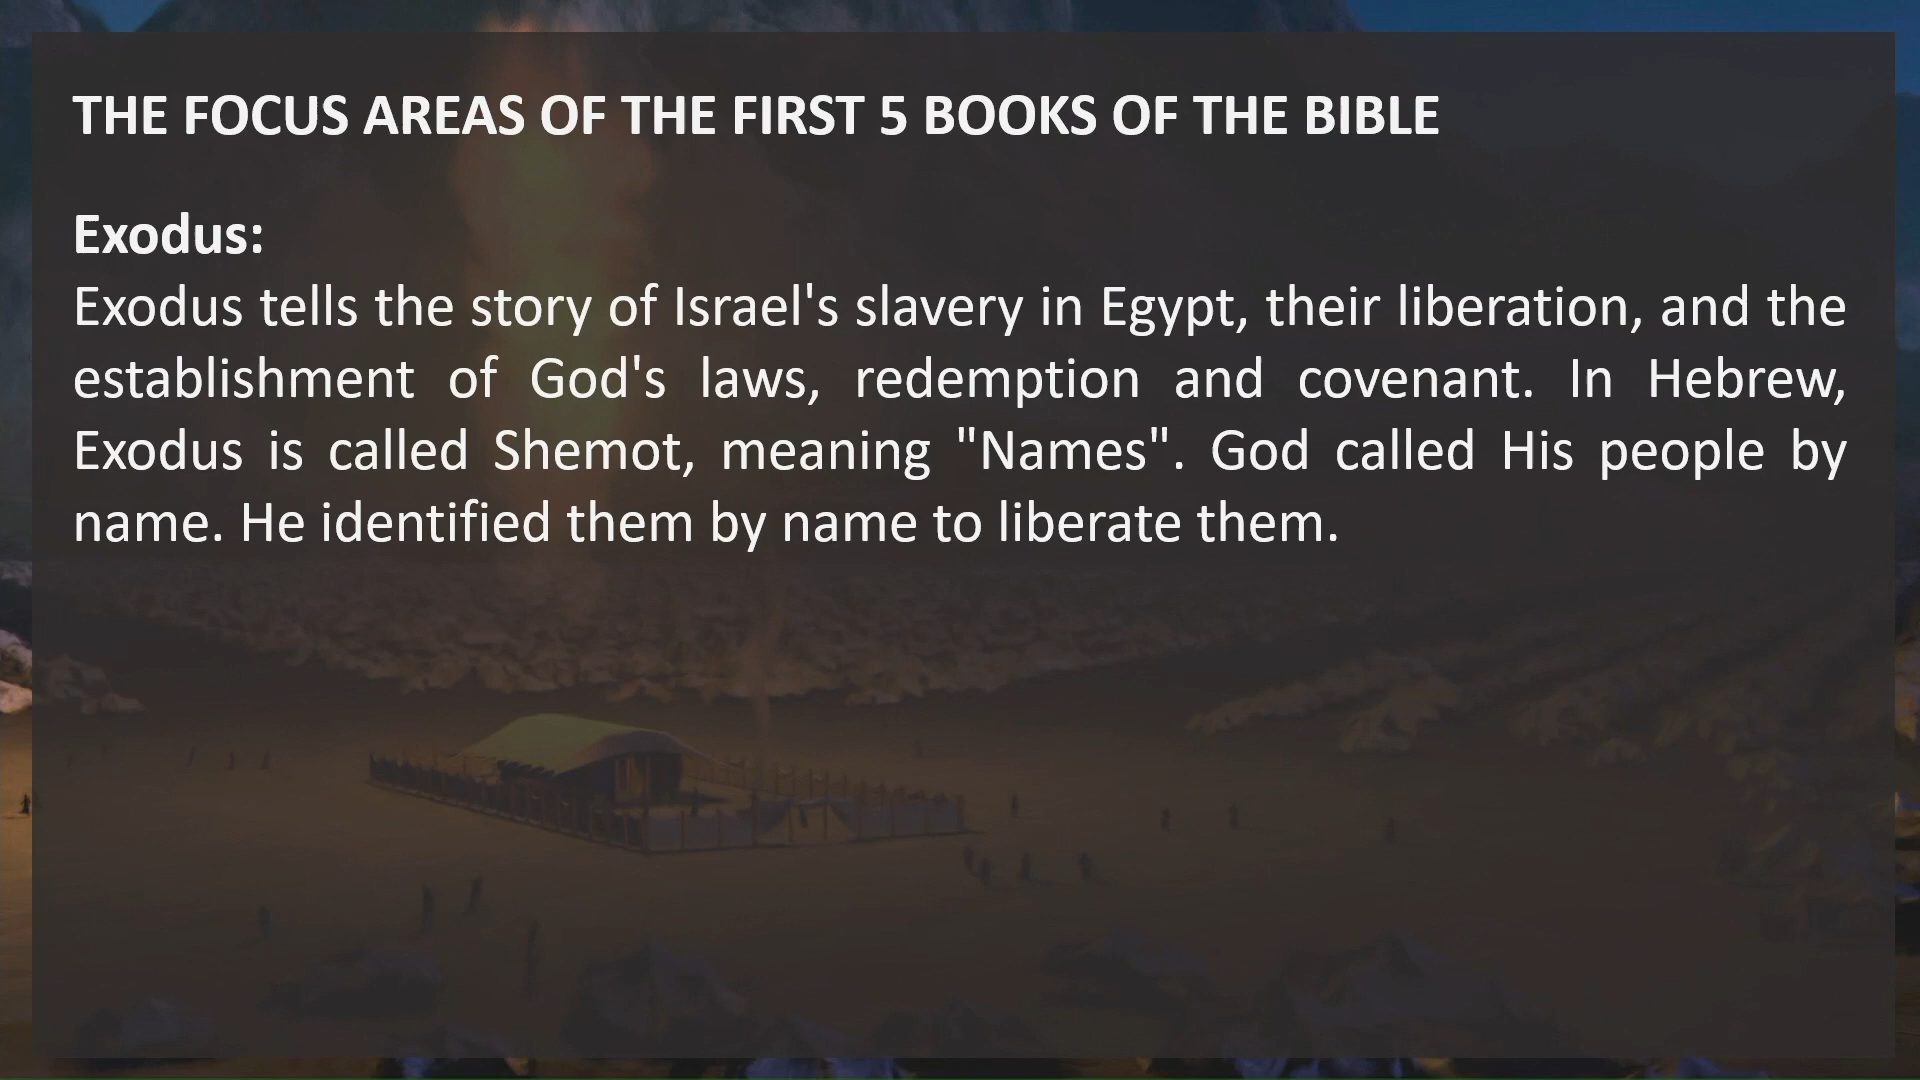 THE FOCUS AREAS OF THE FIRST 5 BOOKS OF THE BIBLE
Exodus:
Exodus tells the story of Israel's slavery in Egypt, their liberation, and the
establishment of God's laws, redemption and covenant. In Hebrew,
Exodus is called Shemot, meaning "Names". God called His people by
name. He identified them by name to liberate them.